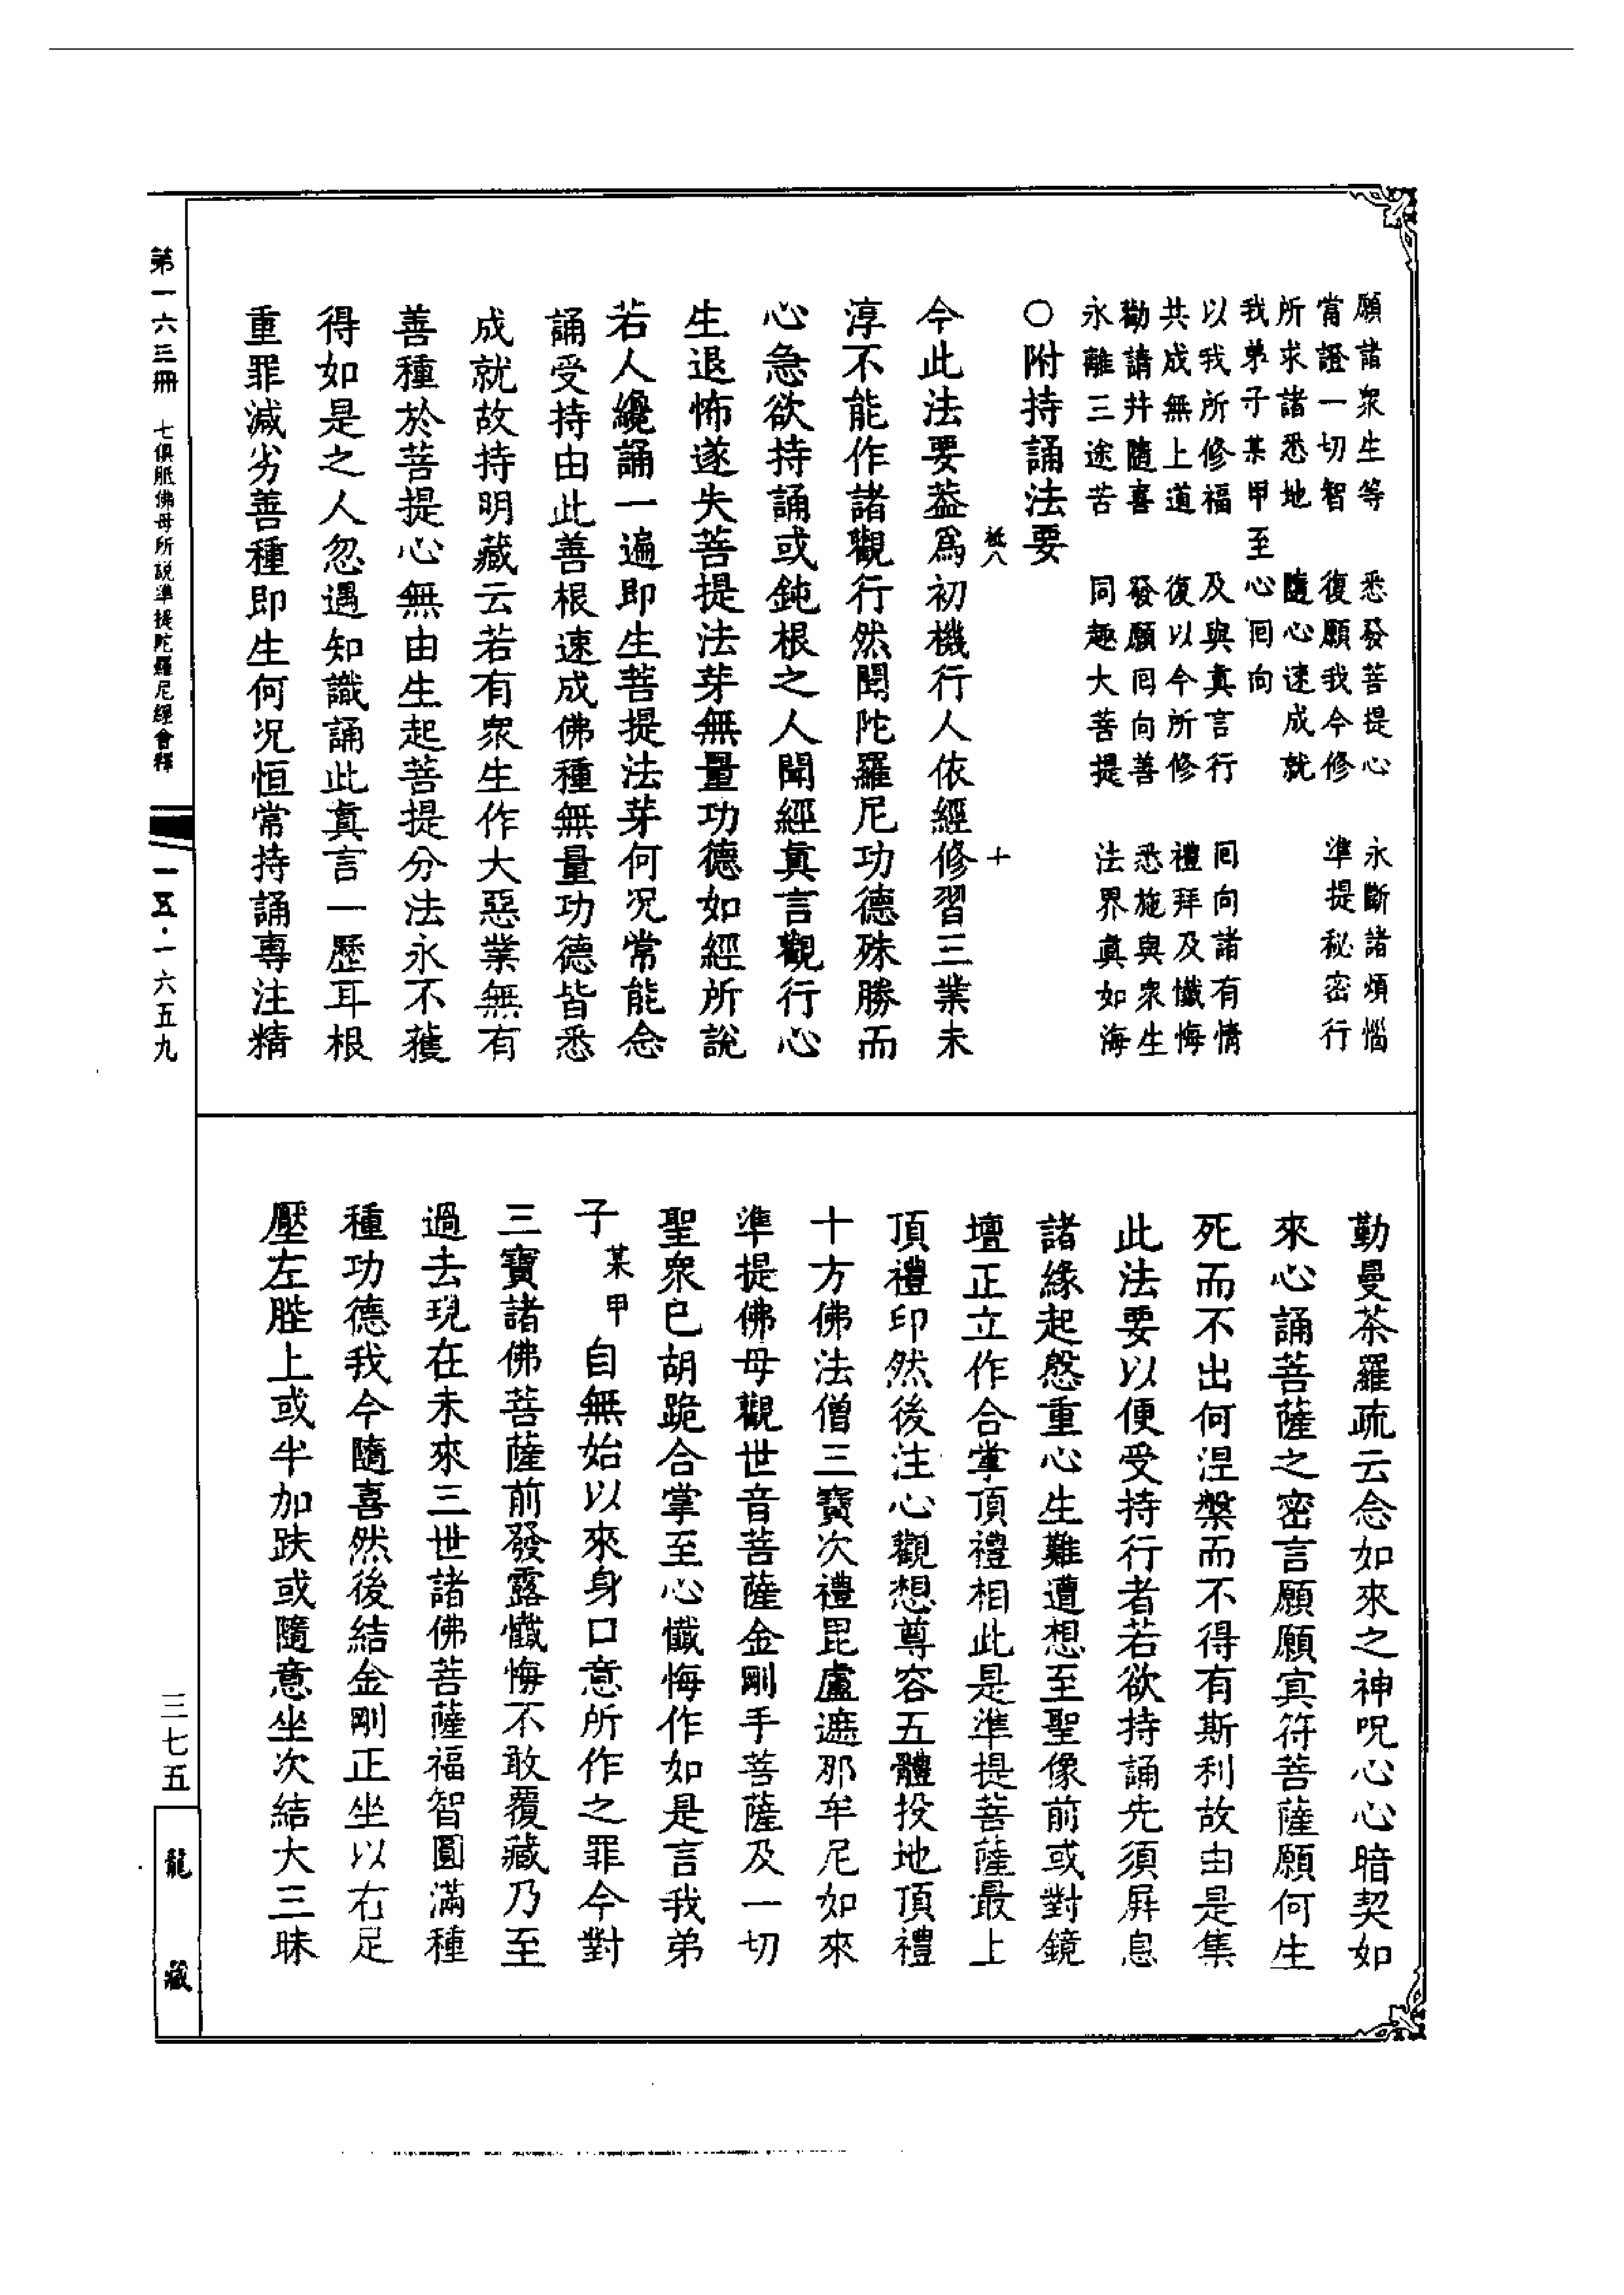 願諸眾生等　悉發菩提心　永斷諸煩惱
當證一切智　復願我今修　準提秘密行
所求諸悉地　隨心速成就
我弟子某甲至心囘向
以我所修福　及與真言行　囘向諸有情
共成無上道　復以今所修　禮拜及懺悔
勸請并隨喜　發願囘向善　悉施與眾生
永離三途苦　同趣大菩提　法界真如海
○附持誦法要
祇八　十
今此法要葢爲初機行人依經修習三業未
淳不能作諸觀行然聞陀羅尼功德殊勝而
心急欲持誦或鈍根之人聞經真言觀行心
生退怖遂失菩提法芽無量功德如經所說
若人纔誦一遍即生菩提法芽何况常能念
誦受持由此善根速成佛種無量功德皆悉
成就故持明藏云若有衆生作大惡業無有
善種於菩提心無由生起菩提分法永不獲
得如是之人忽遇知識誦此真言一歷耳根
重罪減劣善種即生何况恒常持誦專注精
勤曼茶羅疏云念如來之神呪心心暗契如
來心誦菩薩之密言願願冥符菩薩願何生
死而不出何涅槃而不得有斯利故由是集
此法要以便受持行者若欲持誦先須屏息
諸緣起慇重心生難遭想至聖像前或對鏡
壇正立作合掌頂禮相此是準提菩薩最上
頂禮印然後注心觀想尊容五體投地頂禮
十方佛法僧三寶次禮毘盧遮那牟尼如來
準提佛母觀世音菩薩金剛手菩薩及一切
聖衆已胡跪合掌至心懺悔作如是言我弟
子某甲自無始以來身口意所作之罪今對
三寶諸佛菩薩前發露懺悔不敢覆藏乃至
過去現在未來三世諸佛菩薩福智圓滿種
種功德我今隨喜然後結金剛正坐以右足
壓左䏶上或半加趺或隨意坐次結大三昧
第一六三冊　七俱胝佛母所說準提陀羅尼經會釋
一五·一六五九
三七五
龍藏